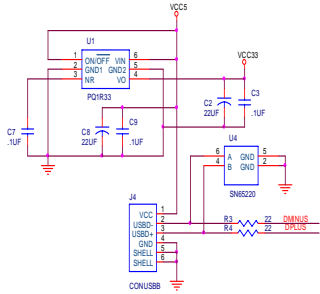 VCC5
U1
VCC33
1 ON/OFF VIN 6
2 GND1 GND2 5
3 NR VO 4
PQ1R33
C7
.1UF
C8
22UF
C9
.1UF
C2
22UF
C3
.1UF
U4
6 A GND 5
4 B GND 2
SN65220
J4
VCC 1
USBD- 2
USBD+ 3
GND 4
SHELL 5
SHELL 6
CONUSBB
R3 22 DMINUS
R4 22 DPLUS